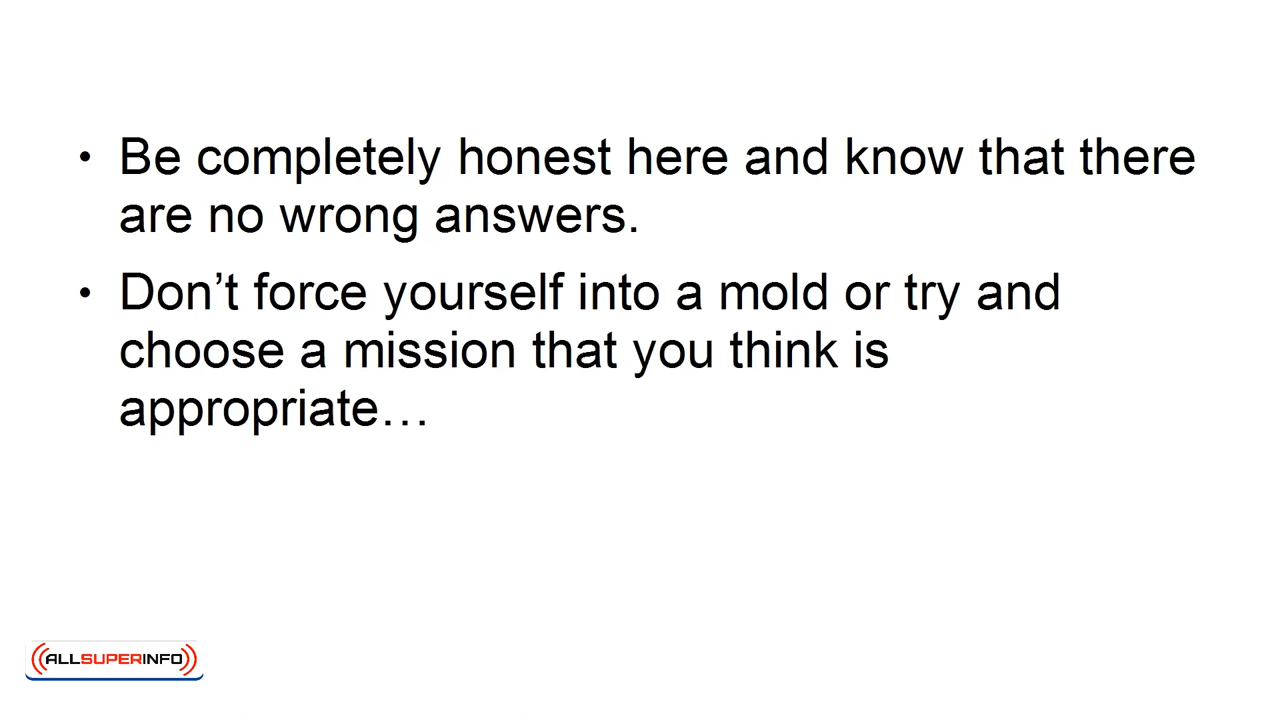 • Be completely honest here and know that there
are no wrong answers.
• Don’t force yourself into a mold or try and
choose a mission that you think is
appropriate…
ALLSUPERINFO